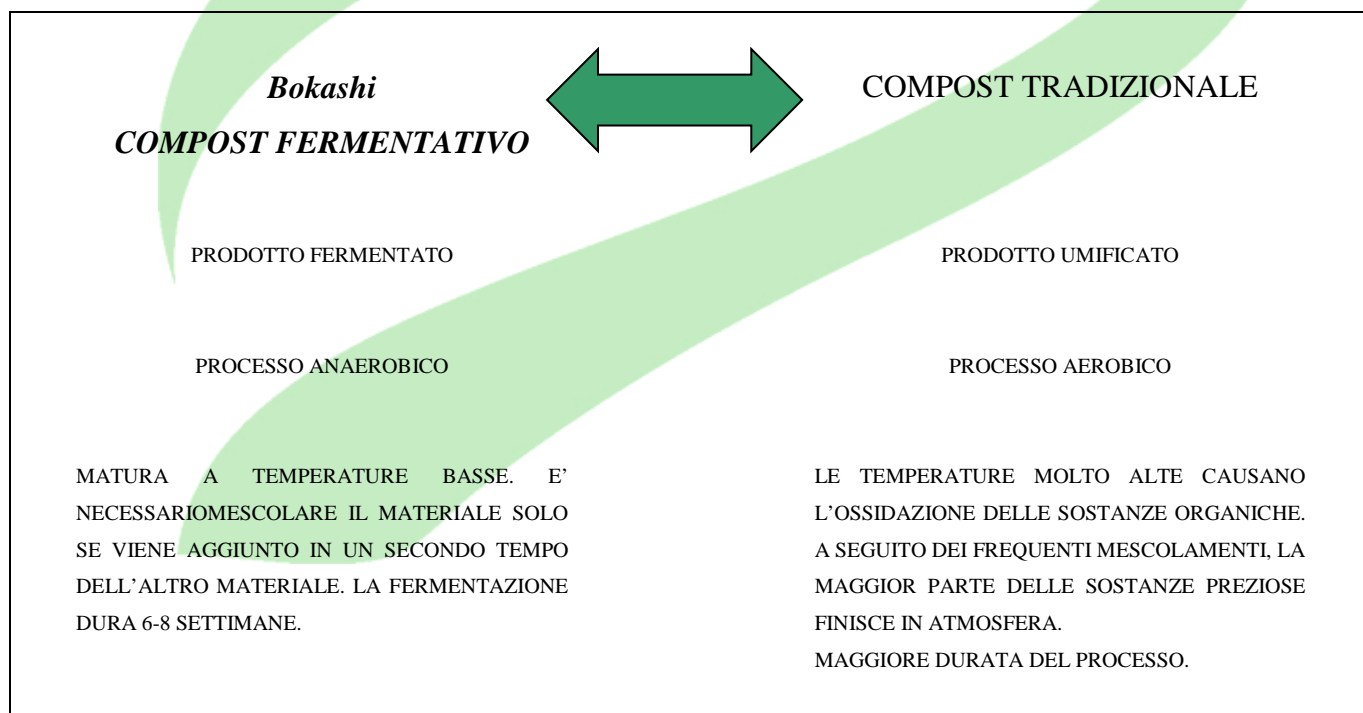 Bokashi
COMPOST FERMENTATIVO
PRODOTTO FERMENTATO
PROCESSO ANAEROBICO
MATURA A TEMPERATURE BASSE. E'
NECESSARIOMESCOLARE IL MATERIALE SOLO
SE VIENE AGGIUNTO IN UN SECONDO TEMPO
DELL'ALTRO MATERIALE. LA FERMENTAZIONE
DURA 6-8 SETTIMANE.
COMPOST TRADIZIONALE
PRODOTTO UMIFICATO
PROCESSO AEROBICO
LE TEMPERATURE MOLTO ALTE CAUSANO
L'OSSIDAZIONE DELLE SOSTANZE ORGANICHE.
A SEGUITO DEI FREQUENTI MESCOLAMENTI, LA
MAGGIOR PARTE DELLE SOSTANZE PREZIOSE
FINISCE IN ATMOSFERA.
MAGGIORE DURATA DEL PROCESSO.